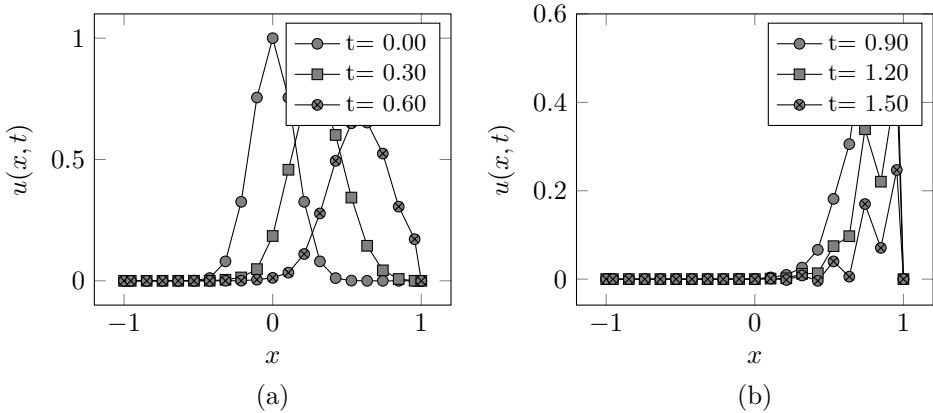 t= 0.00
t= 0.30
t= 0.60
1
0.5
0
u(x, t)
−1
0
1
x
(a)
t= 0.90
t= 1.20
t= 1.50
0.6
0.4
0.2
0
u(x, t)
−1
0
1
x
(b)